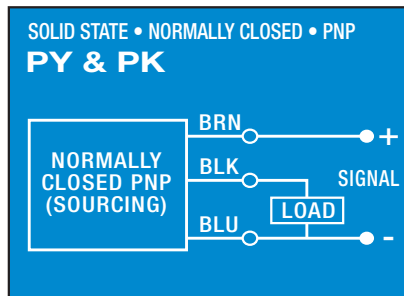 SOLID STATE • NORMALLY CLOSED • PNP
PY & PK
BRN
+
NORMALLY
CLOSED PNP
(SOURCING)
BLK
SIGNAL
LOAD
BLU
-